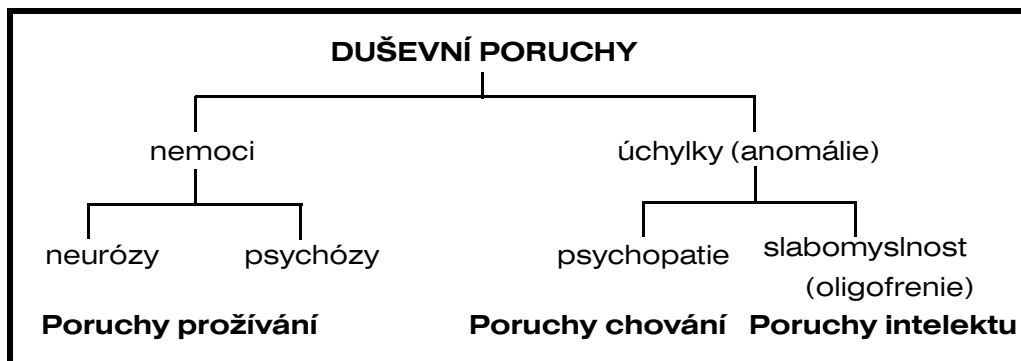 DUŠEVNÍ PORUCHY
nemoci úchylky (anomálie)
neurózy psychózy psychopatie slabomyslnost
(oligofrenie)
Poruchy prožívání Poruchy chování Poruchy intelektu